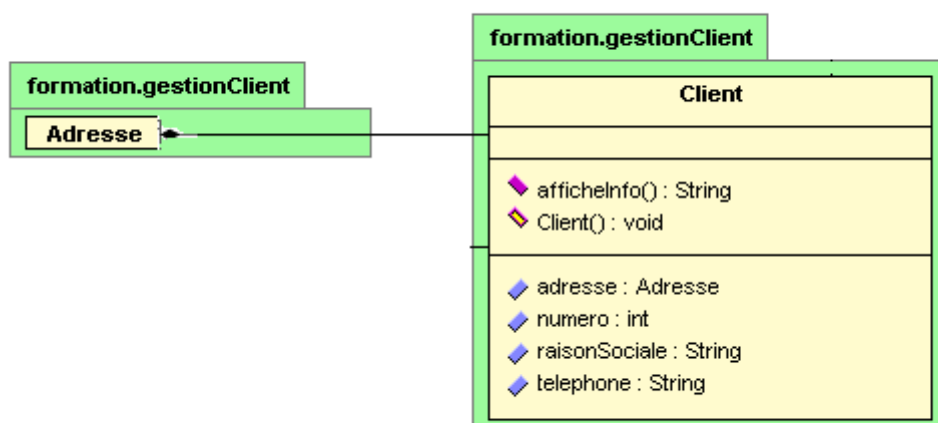 formation.gestionClient
Adresse
formation.gestionClient
Client
afficheInfo() : String
Client() : void
adresse : Adresse
numero : int
raisonSociale : String
telephone : String